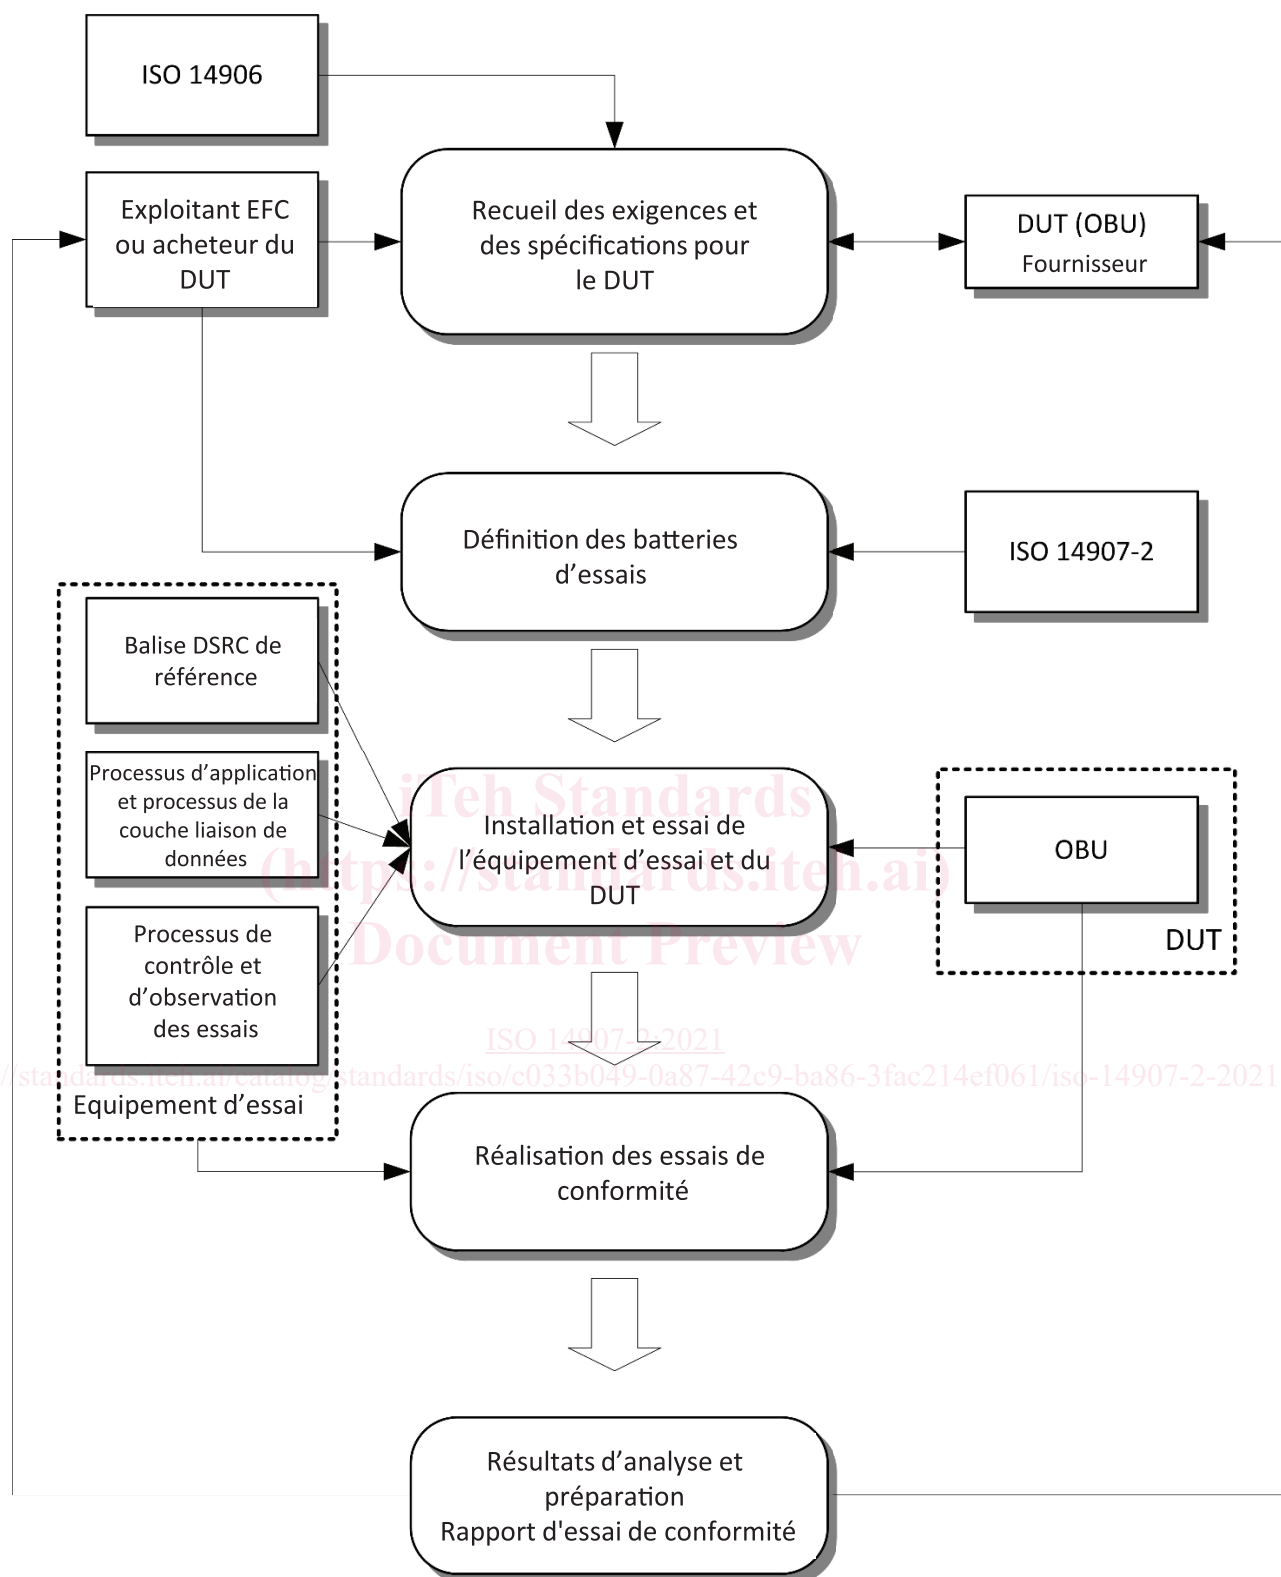 ISO 14906
Exploitant EFC
ou acheteur du
DUT
Recueil des exigences et
des spécifications pour
le DUT
DUT (OBU)
Fournisseur
Définition des batteries
d’essais
ISO 14907-2
Balise DSRC de
référence
Processus d’application
et processus de la
couche liaison de
données
Processus de
contrôle et
d’observation
des essais
Equipement d’essai
iTeh Standards
(https://standards.iteh.ai)
Document Preview
Installation et essai de
l’équipement d’essai et du
DUT
OBU
DUT
ISO 14907-2:2021
//standards.iteh.ai/catalog/standards/iso/c033b049-0a87-42c9-ba86-3fac214ef061/iso-14907-2-2021
Réalisation des essais de
conformité
Résultats d’analyse et
préparation
Rapport d'essai de conformité